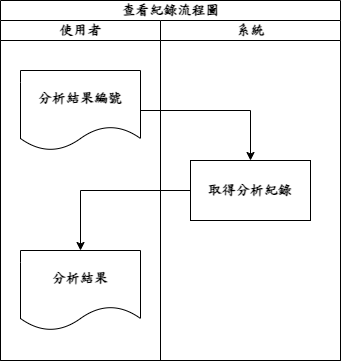 查看紀錄流程圖
使用者
系統
分析結果編號
取得分析紀錄
分析結果